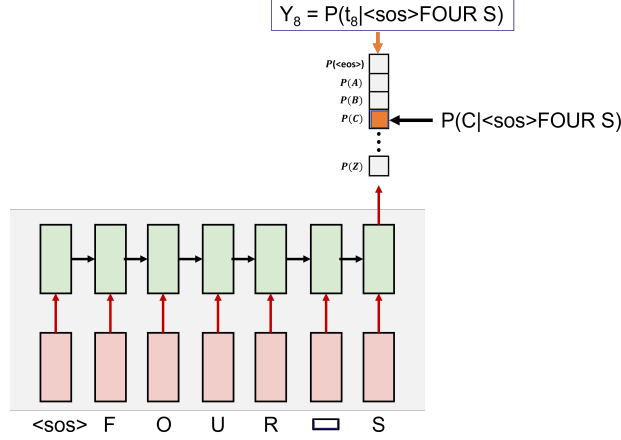 Y8 = P(t8|<sos>FOUR S)
P(<eos>)
P(A)
P(B)
P(C)
P(C|<sos>FOUR S)
P(Z)
<sos> F O U R S